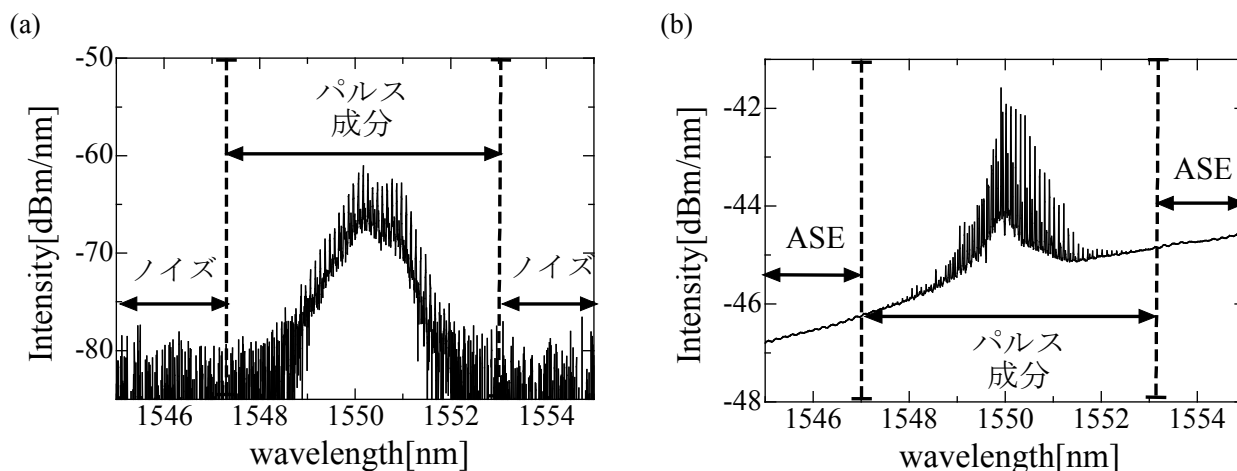 (a)
-50
-60
-70
-80
Intensity[dBm/nm]
パルス
成分
ノイズ
ノイズ
1546
1548
1550
1552
1554
wavelength[nm]
(b)
-42
-44
-46
-48
Intensity[dBm/nm]
ASE
ASE
パルス
成分
1546
1548
1550
1552
1554
wavelength[nm]